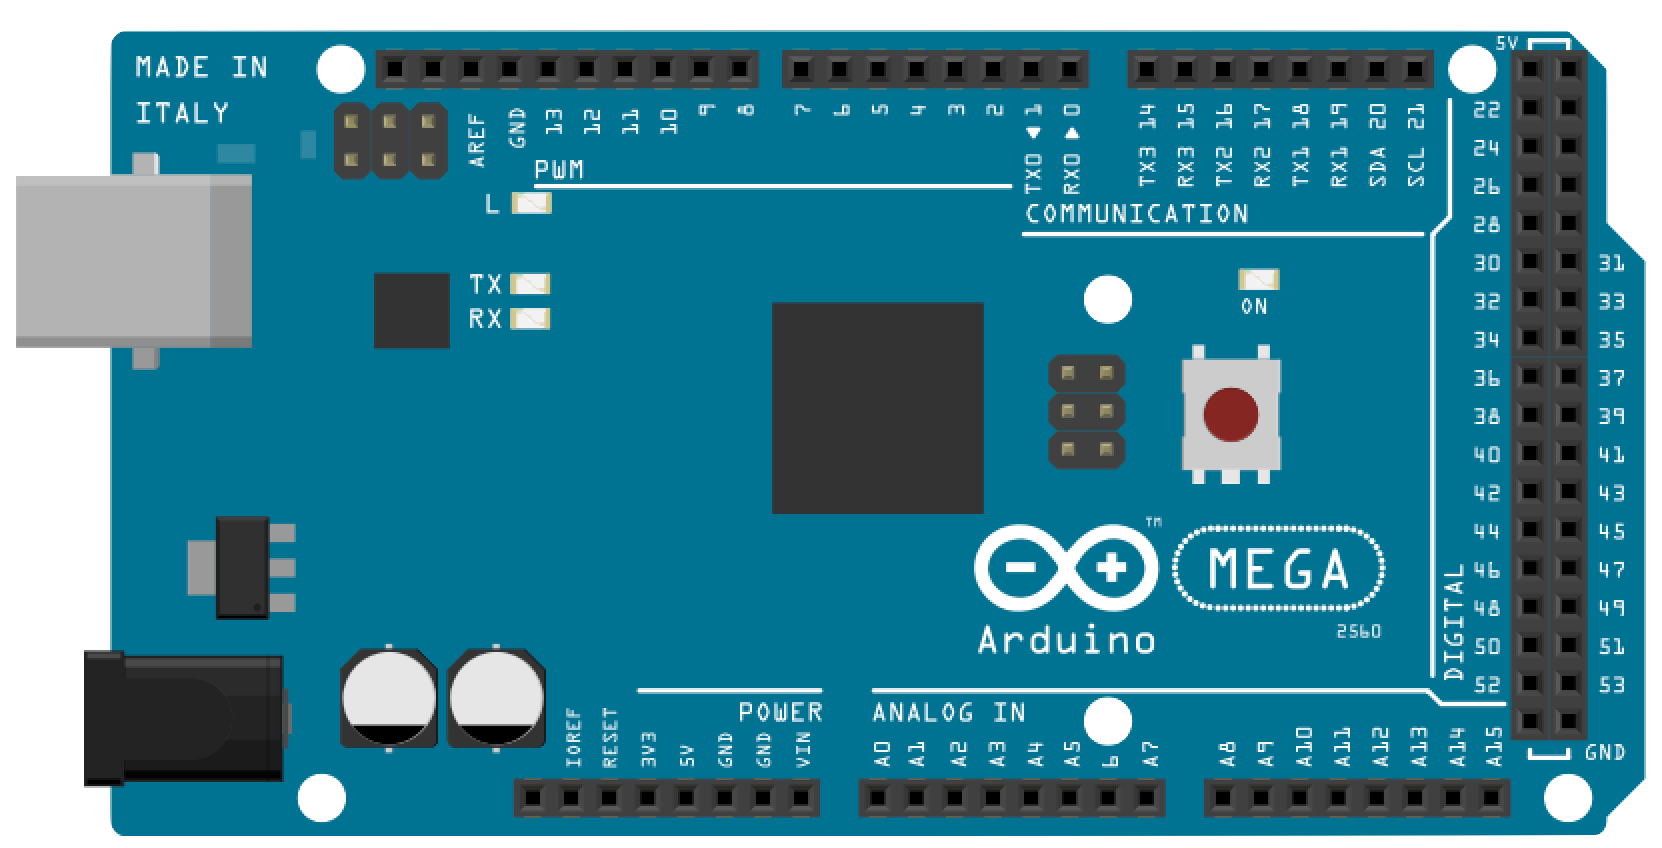 MADE IN
ITALY
5V
AREF
GND
13
12
11
10
9
8
7
6
5
4
3
2
TX0 ◀ 1
RX0 ▶ 0
TX3 14
RX3 15
TX2 16
RX2 17
TX1 18
RX1 19
SDA 20
SCL 21
PWM
L
COMMUNICATION
TX
RX
ON
22
24
26
28
30 31
32 33
34 35
36 37
38 39
40 41
42 43
44 45
46 47
48 49
50 51
52 53
DIGITAL
TM
MEGA
2560
Arduino
POWER
ANALOG IN
IOREF
RESET
3V3
5V
GND
GND
VIN
A0
A1
A2
A3
A4
A5
6
A7
A8
A9
A10
A11
A12
A13
A14
A15
GND